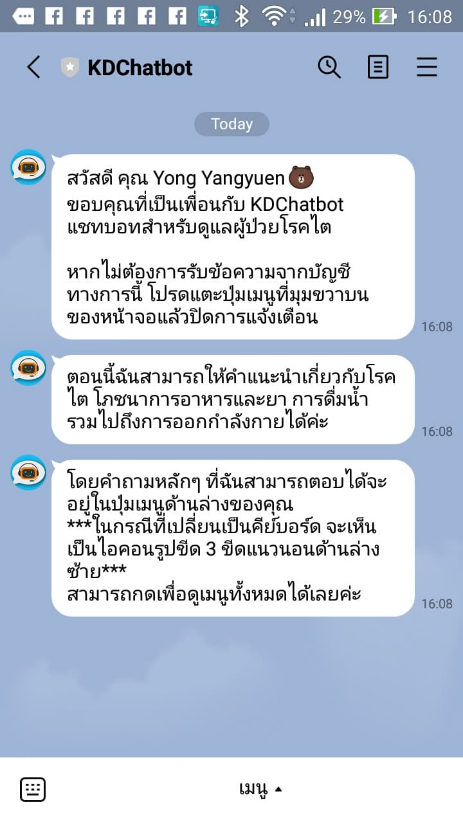 29% 16:08
KDChatbot
Today
สวัสดี คุณ Yong Yangyuen
ขอบคุณที่เป็นเพื่อนกับ KDChatbot
แชทบอทสำหรับดูแลผู้ป่วยโรคไต
หากไม่ต้องการรับข้อความจากบัญชี
ทางการนี้ โปรดแตะปุ่มเมนูที่มุมขวาบน
ของหน้าจอแล้วปิดการแจ้งเตือน
16:08
ตอนนี้ฉันสามารถให้คำแนะนำเกี่ยวกับโรค
ไต โภชนาการอาหารและยา การดื่มน้ำ
รวมไปถึงการออกกำลังกายได้ค่ะ
16:08
โดยคำถามหลักๆ ที่ฉันสามารถตอบได้จะ
อยู่ในปุ่มเมนูด้านล่างของคุณ
***ในกรณีที่เปลี่ยนเป็นคีย์บอร์ด จะเห็น
เป็นไอคอนรูปขีด 3 ขีดแนวนอนด้านล่าง
ซ้าย***
สามารถกดเพื่อดูเมนูทั้งหมดได้เลยค่ะ
16:08
เมนู